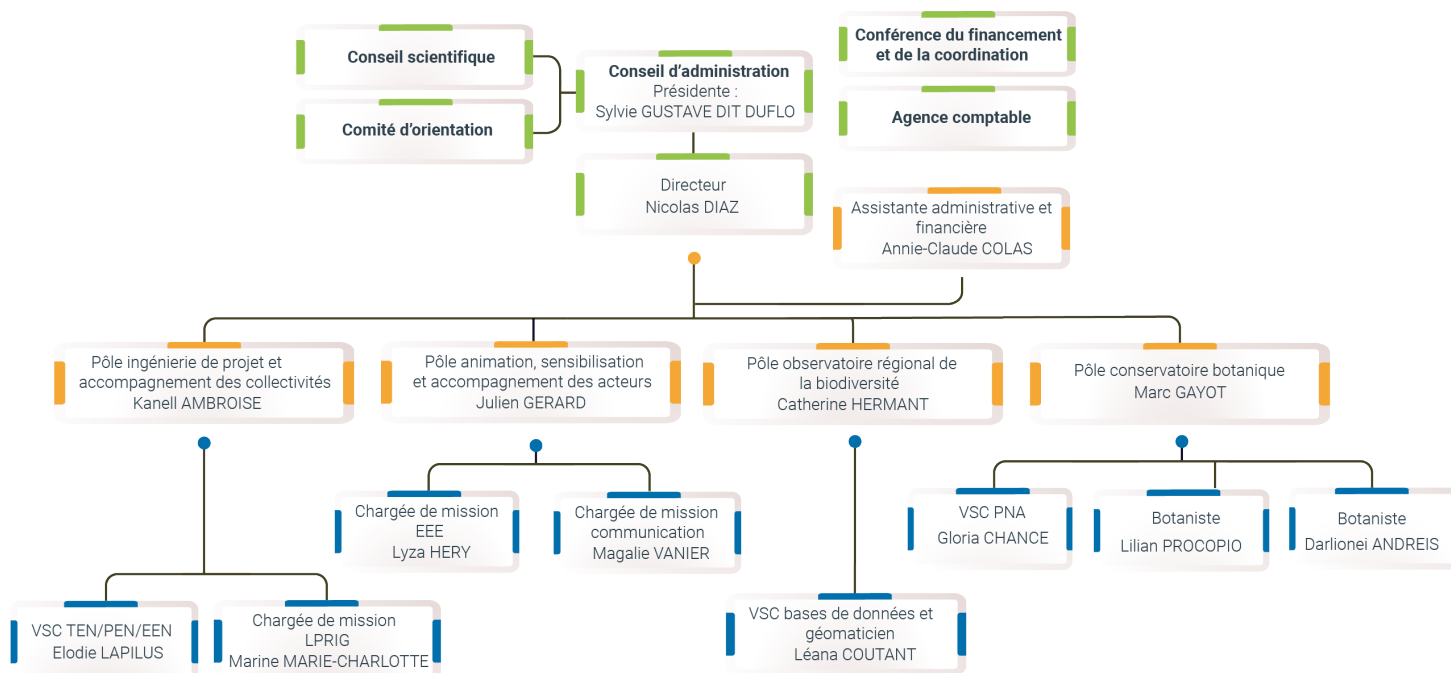 Conseil scientifique
Comité d'orientation
Conseil d'administration
Présidente :
Sylvie GUSTAVE DIT DUFLO
Conférence du financement
et de la coordination
Agence comptable
Directeur
Nicolas DIAZ
Assistante administrative et
financière
Annie-Claude COLAS
Pôle ingénierie de projet et
accompagnement des collectivités
Kanell AMBROISE
Pôle animation, sensibilisation
et accompagnement des acteurs
Julien GERARD
Pôle observatoire régional de
la biodiversité
Catherine HERMANT
Pôle conservatoire botanique
Marc GAYOT
Chargée de mission
EEE
Lyza HERY
Chargée de mission
communication
Magalie VANIER
VSC PNA
Gloria CHANCE
Botaniste
Lilian PROCOPIO
Botaniste
Darlionei ANDREIS
VSC TEN/PEN/EEN
Elodie LAPILUS
Chargée de mission
LPRIG
Marine MARIE-CHARLOTTE
VSC bases de données et
géomaticien
Léana COUTANT